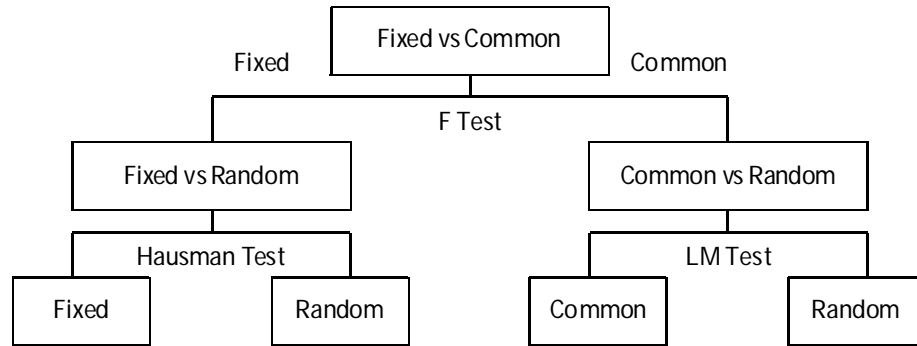 Fixed vs Common
Fixed
Common
F Test
Fixed vs Random
Common vs Random
Hausman Test
LM Test
Fixed
Random
Common
Random